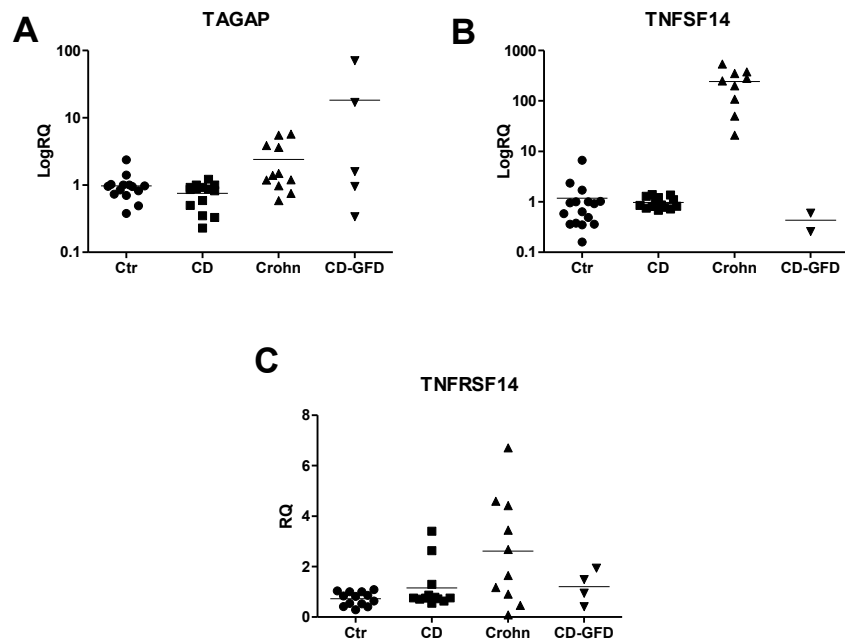 A
TAGAP
LogRQ
100
10
1
0.1
Ctr CD Crohn CD-GFD
B
TNFSF14
LogRQ
1000
100
10
1
0.1
Ctr CD Crohn CD-GFD
C
TNFRSF14
RQ
8
6
4
2
0
Ctr CD Crohn CD-GFD